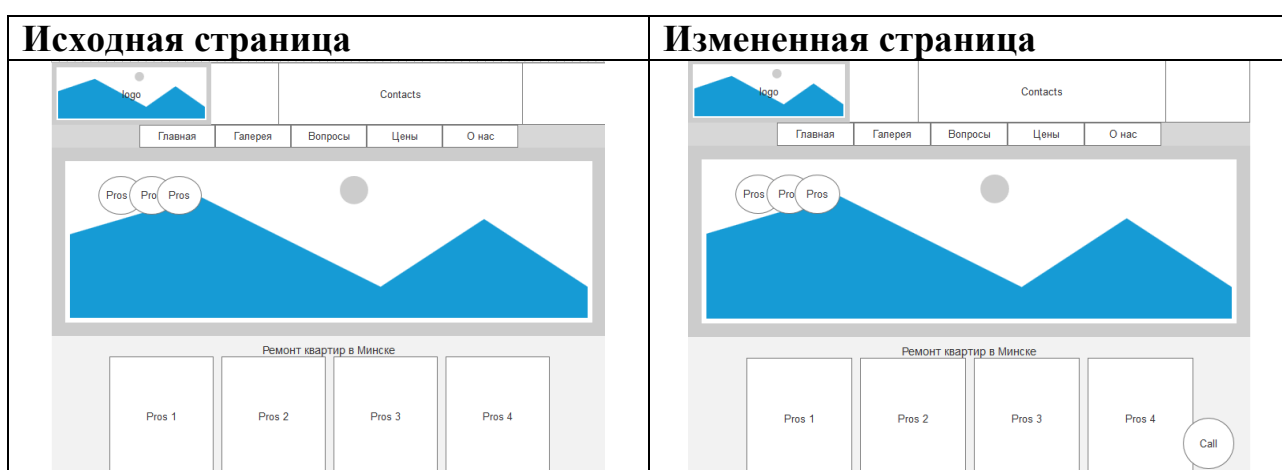 Исходная страница
logo
Contacts
Главная Галерея Вопросы Цены О нас
Pros Pro Pros
Ремонт квартир в Минске
Pros 1 Pros 2 Pros 3 Pros 4
Измененная страница
logo
Contacts
Главная Галерея Вопросы Цены О нас
Pros Pro Pros
Ремонт квартир в Минске
Pros 1 Pros 2 Pros 3 Pros 4
Call